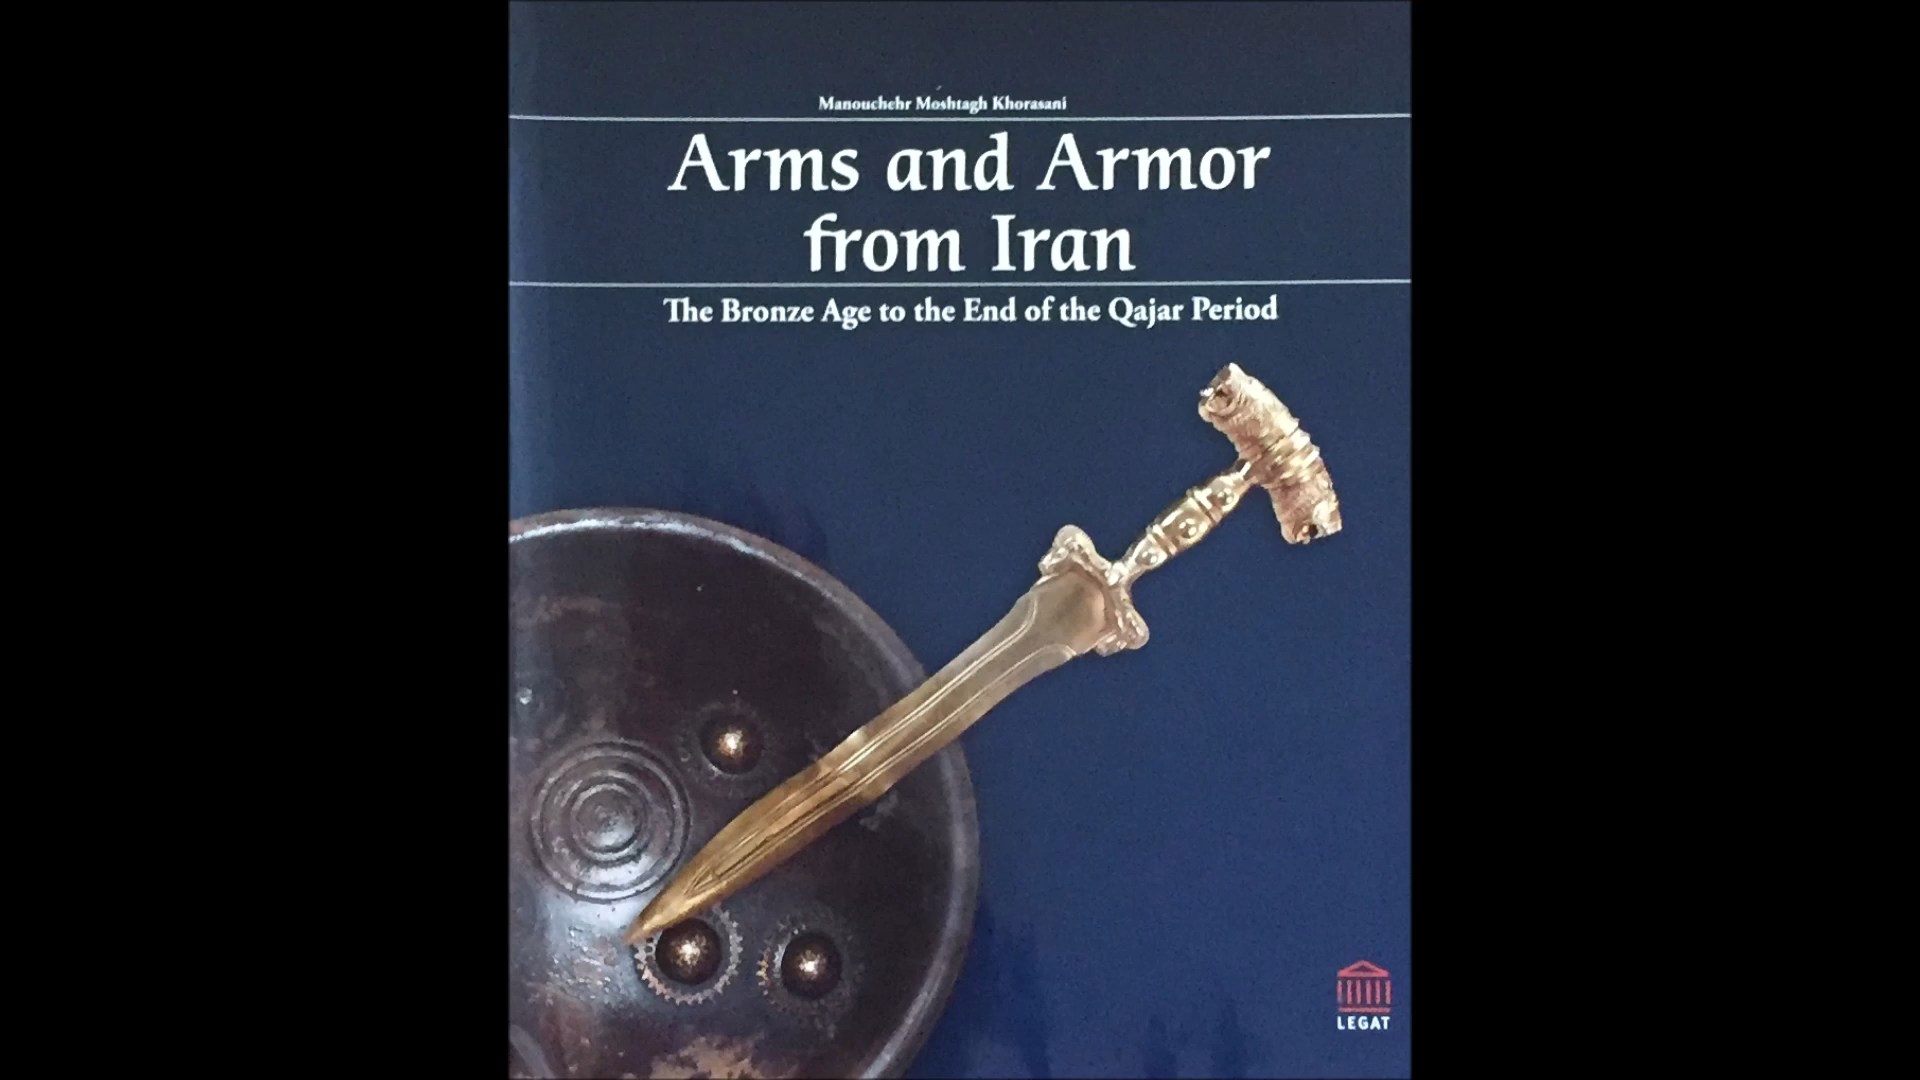 Manouchehr Moshtagh Khorasani
Arms and Armor
from Iran
The Bronze Age to the End of the Qajar Period
LEGAT